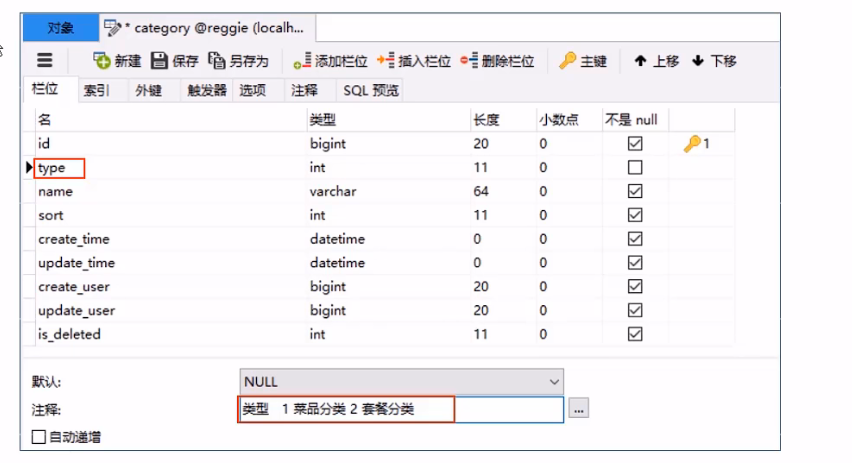 对象 * category @reggie (localh...
新建 保存 另存为 添加栏位 插入栏位 删除栏位 主键 上移 下移
栏位 索引 外键 触发器 选项 注释 SQL 预览
名 类型 长度 小数点 不是 null
id bigint 20 0 1
type int 11 0
name varchar 64 0
sort int 11 0
create_time datetime 0 0
update_time datetime 0 0
create_user bigint 20 0
update_user bigint 20 0
is_deleted int 11 0
默认: NULL
注释: 类型 1 菜品分类 2 套餐分类 ...
自动递增